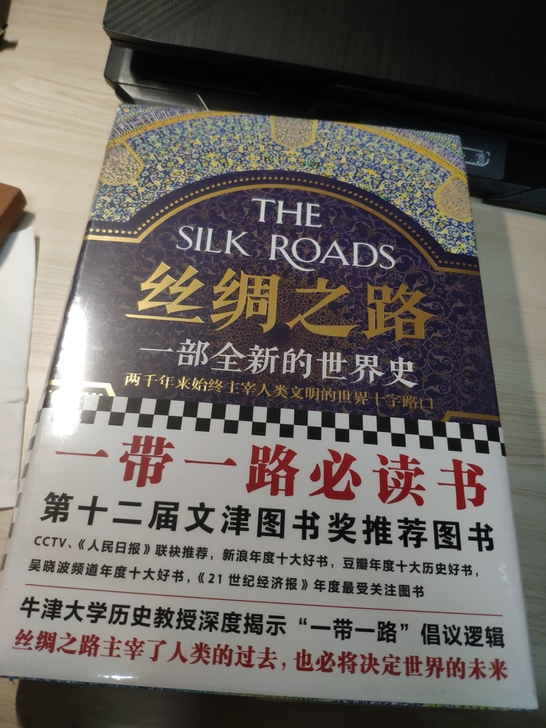 THE
SILK ROADS
丝绸之路
一部全新的世界史
两千年来始终主宰人类文明的世界十字路口
一带一路必读书
第十二届文津图书奖推荐图书
CCTV、《人民日报》联袂推荐，新浪年度十大好书，豆瓣年度十大历史好书，
吴晓波频道年度十大好书，《21世纪经济报》年度最受关注图书
牛津大学历史教授深度揭示“一带一路”倡议逻辑
丝绸之路主宰了人类的过去，也必将决定世界的未来